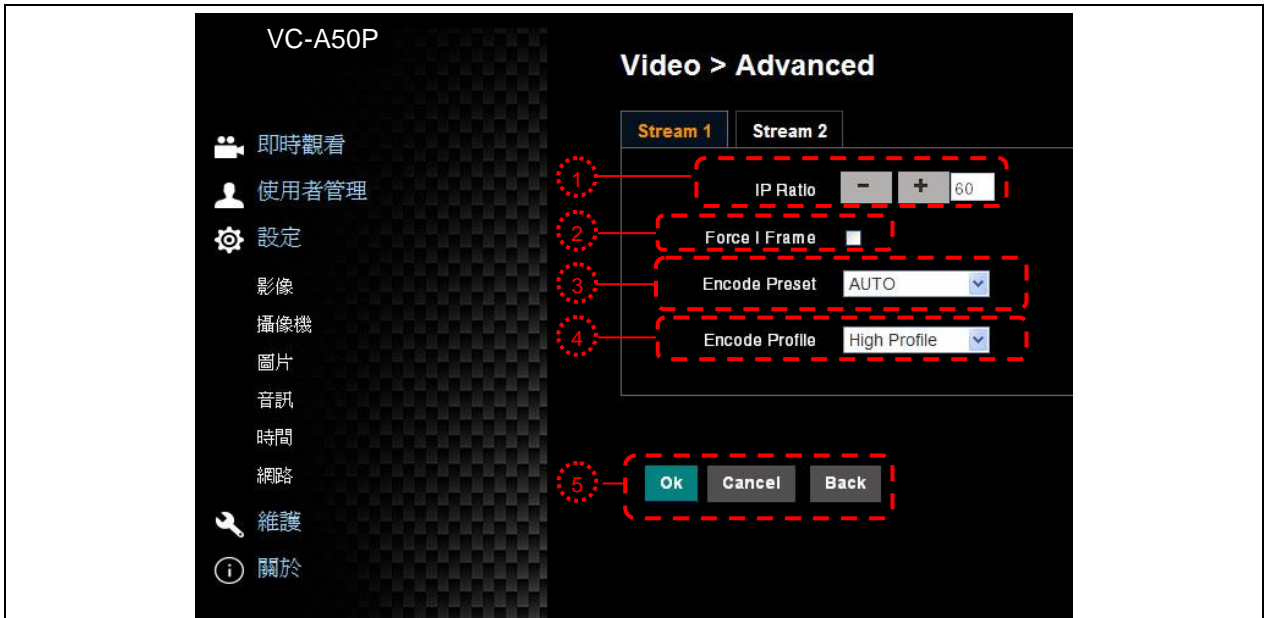 VC-A50P
即時觀看
使用者管理
設定
影像
攝像機
圖片
音訊
時間
網路
維護
關於
Video > Advanced
Stream 1 Stream 2
1 IP Ratio - + 60
2 Force I Frame
3 Encode Preset AUTO
4 Encode Profile High Profile
5 Ok Cancel Back